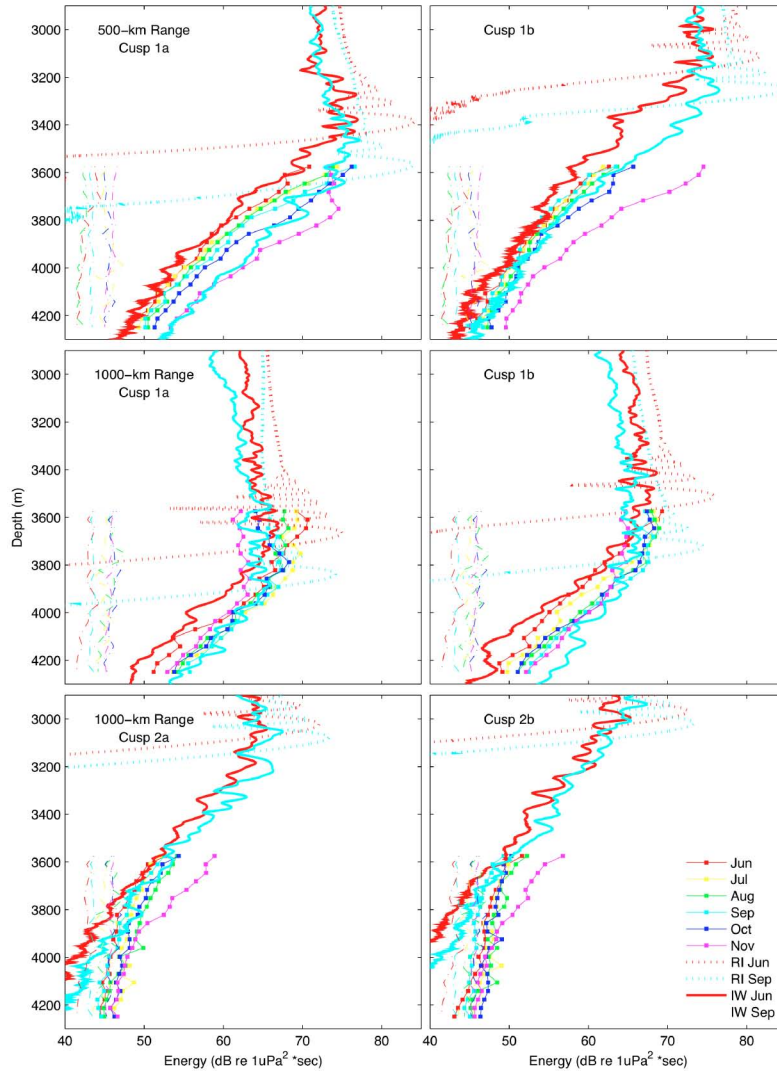 500-km Range
Cusp 1a
Cusp 1b
3000
3200
3400
3600
3800
4000
4200
1000-km Range
Cusp 1a
Cusp 1b
3000
3200
3400
3600
3800
4000
4200
Depth (m)
1000-km Range
Cusp 2a
Cusp 2b
3000
3200
3400
3600
3800
4000
4200
Jun
Jul
Aug
Sep
Oct
Nov
RI Jun
RI Sep
IW Jun
IW Sep
40 50 60 70 80 40 50 60 70 80
Energy (dB re 1uPa² *sec) Energy (dB re 1uPa² *sec)